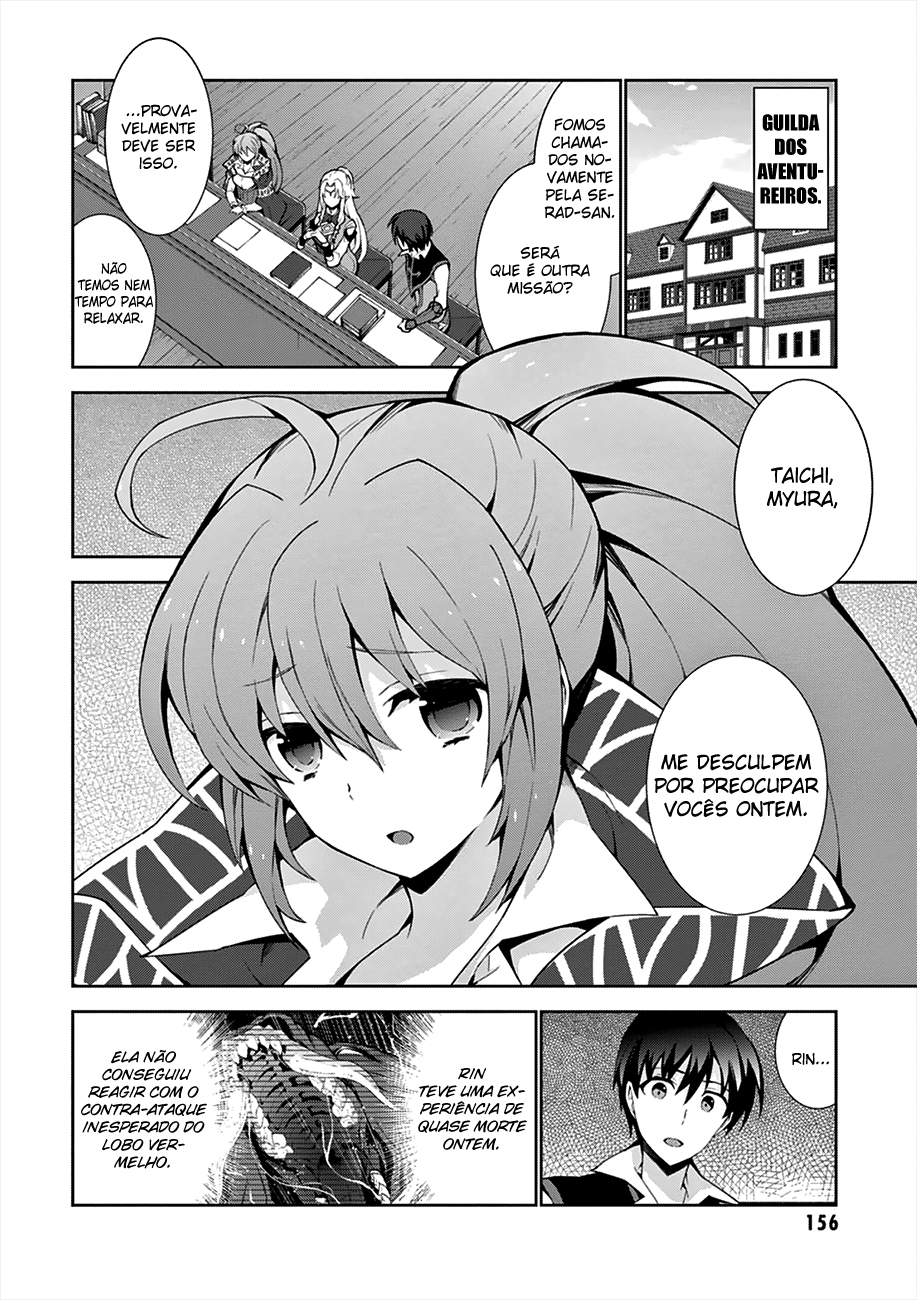 GUILDA
DOS
AVENTU-
REIROS.
FOMOS
CHAMA-
DOS NO-
VAMENTE
PELA SE-
RAD-SAN.
SERÁ
QUE É OUTRA
MISSÃO?
...PROVA-
VELMENTE
DEVE SER
ISSO.
NÃO
TEMOS NEM
TEMPO PARA
RELAXAR.
TAICHI,
MYURA,
ME DESCULPEM
POR PREOCUPAR
VOCÊS ONTEM.
RIN...
RIN
TEVE UMA EX-
PERIÊNCIA DE
QUASE MORTE
ONTEM.
ELA NÃO
CONSEGUIU
REAGIR COM O
CONTRA-ATAQUE
INESPERADO DO
LOBO VER-
MELHO.
156